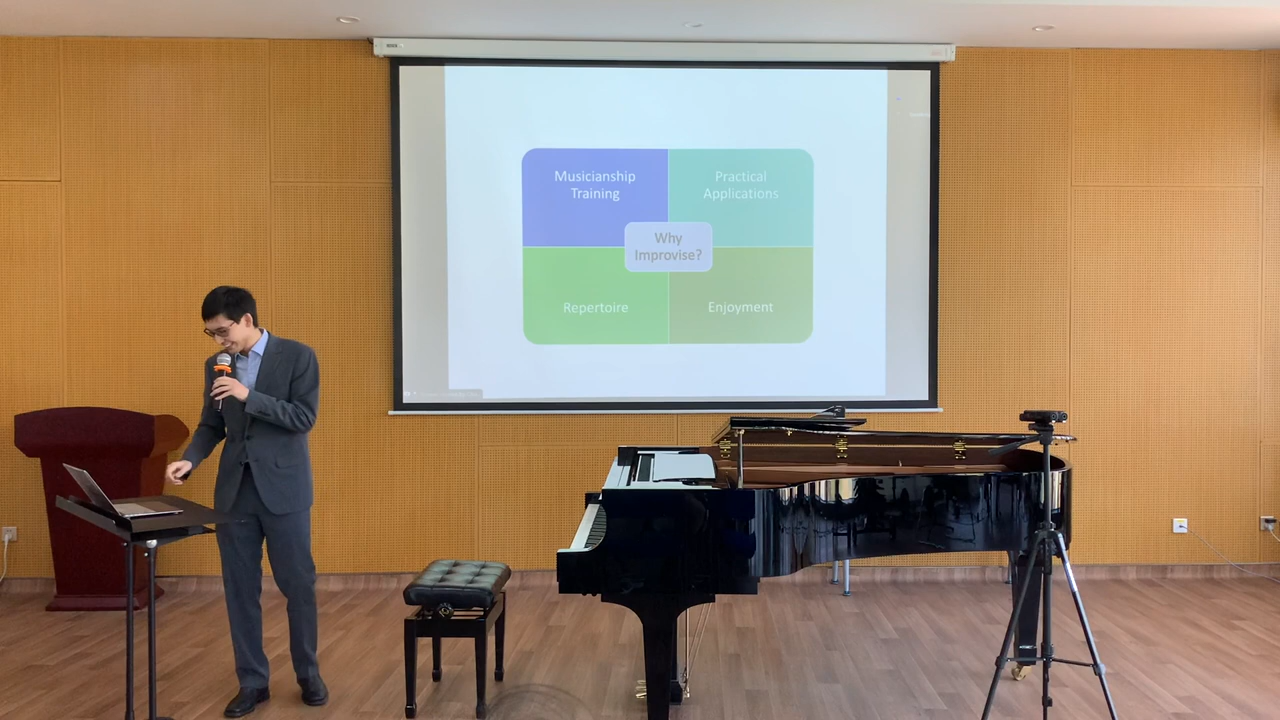 Musicianship
Training
Practical
Applications
Why
Improvise?
Repertoire
Enjoyment